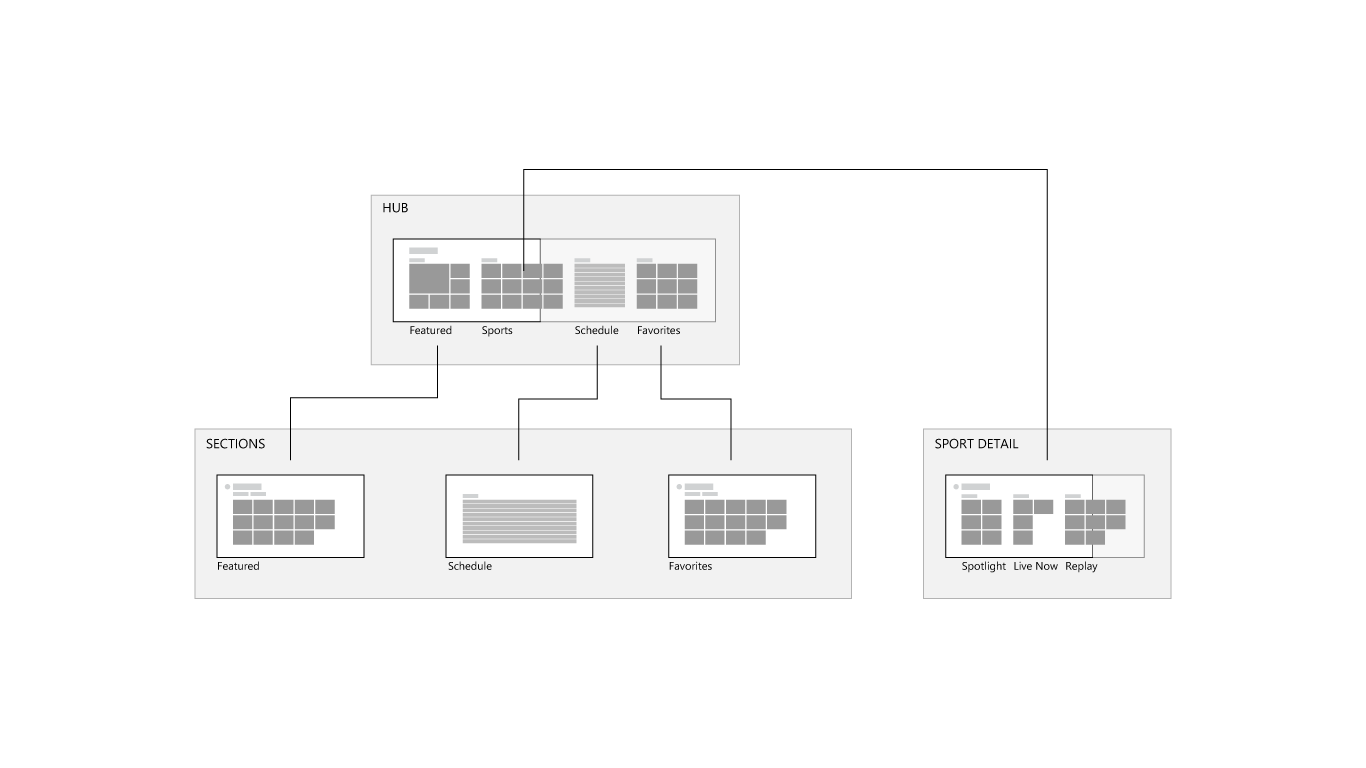 HUB
Featured Sports Schedule Favorites
SECTIONS
Featured Schedule Favorites
SPORT DETAIL
Spotlight Live Now Replay